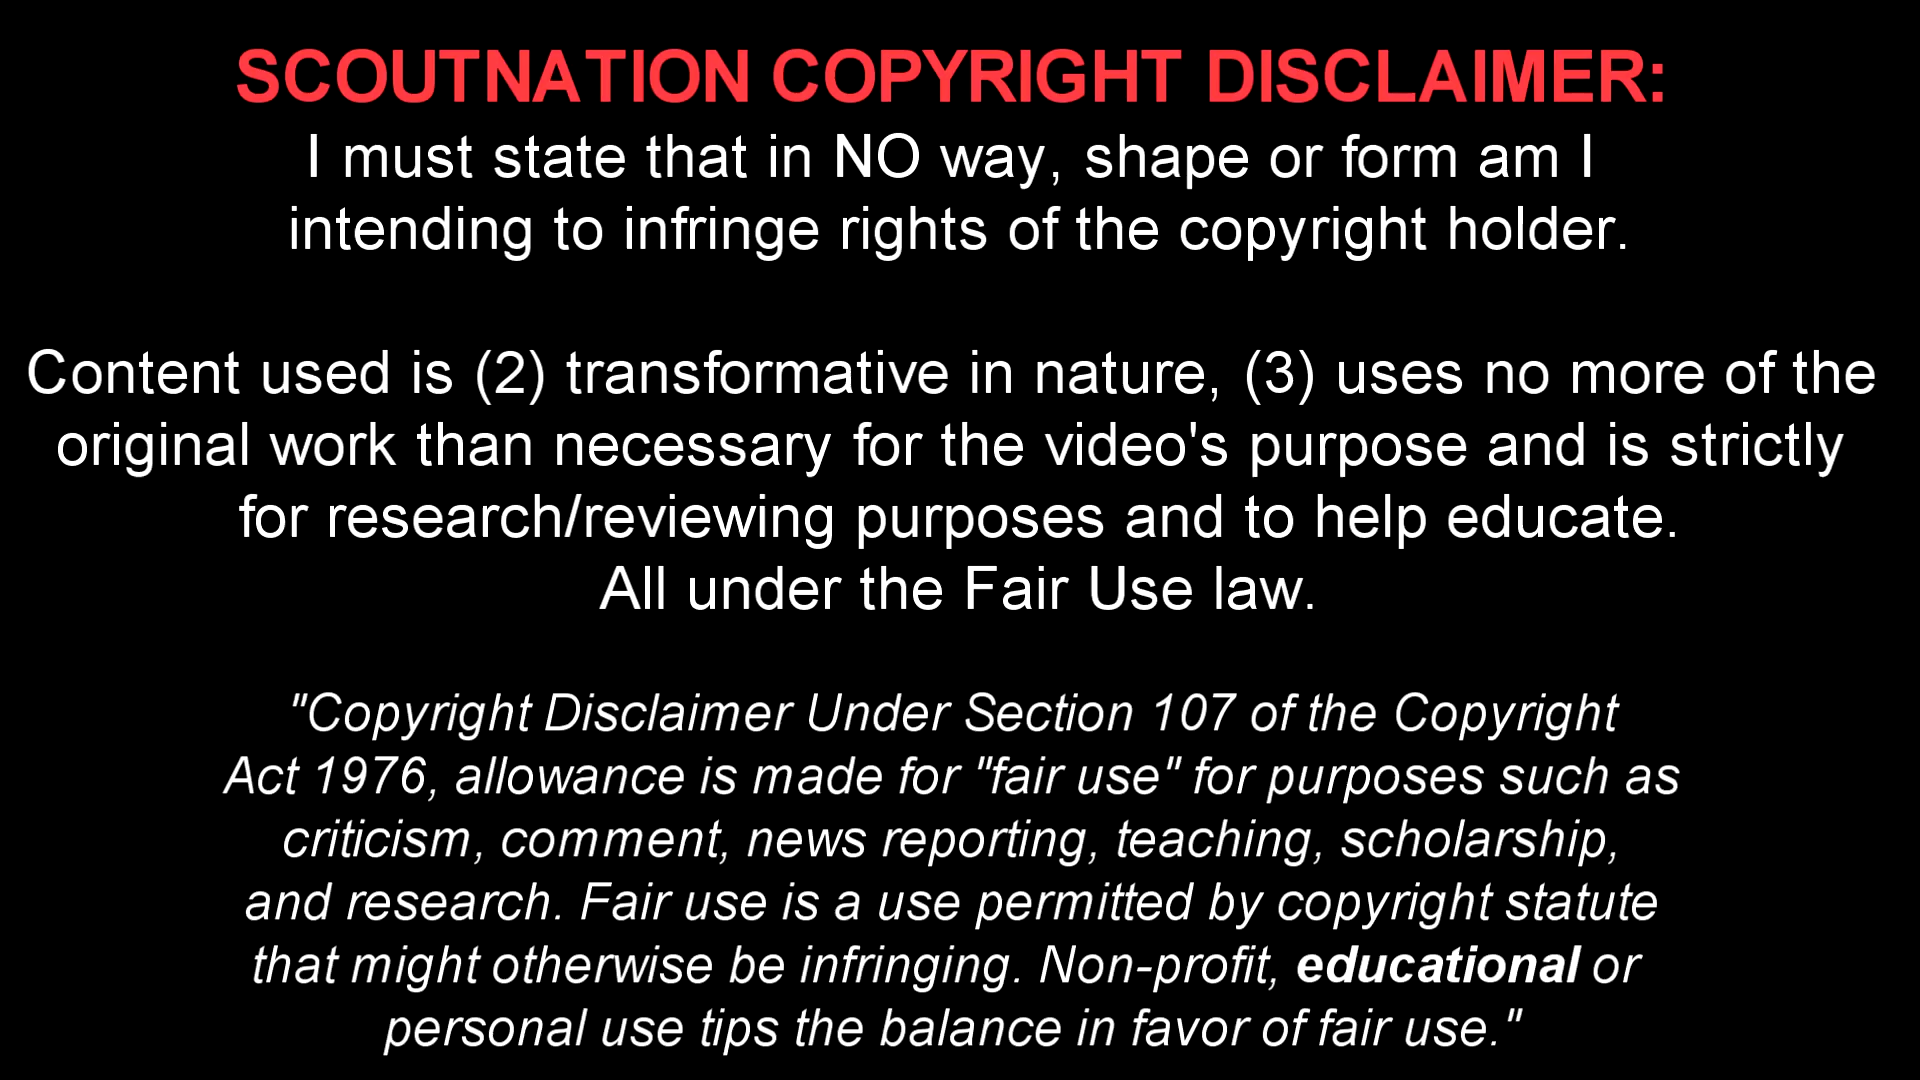 SCOUTNATION COPYRIGHT DISCLAIMER:
I must state that in NO way, shape or form am I
intending to infringe rights of the copyright holder.
Content used is (2) transformative in nature, (3) uses no more of the
original work than necessary for the video's purpose and is strictly
for research/reviewing purposes and to help educate.
All under the Fair Use law.
"Copyright Disclaimer Under Section 107 of the Copyright
Act 1976, allowance is made for "fair use" for purposes such as
criticism, comment, news reporting, teaching, scholarship,
and research. Fair use is a use permitted by copyright statute
that might otherwise be infringing. Non-profit, educational or
personal use tips the balance in favor of fair use."